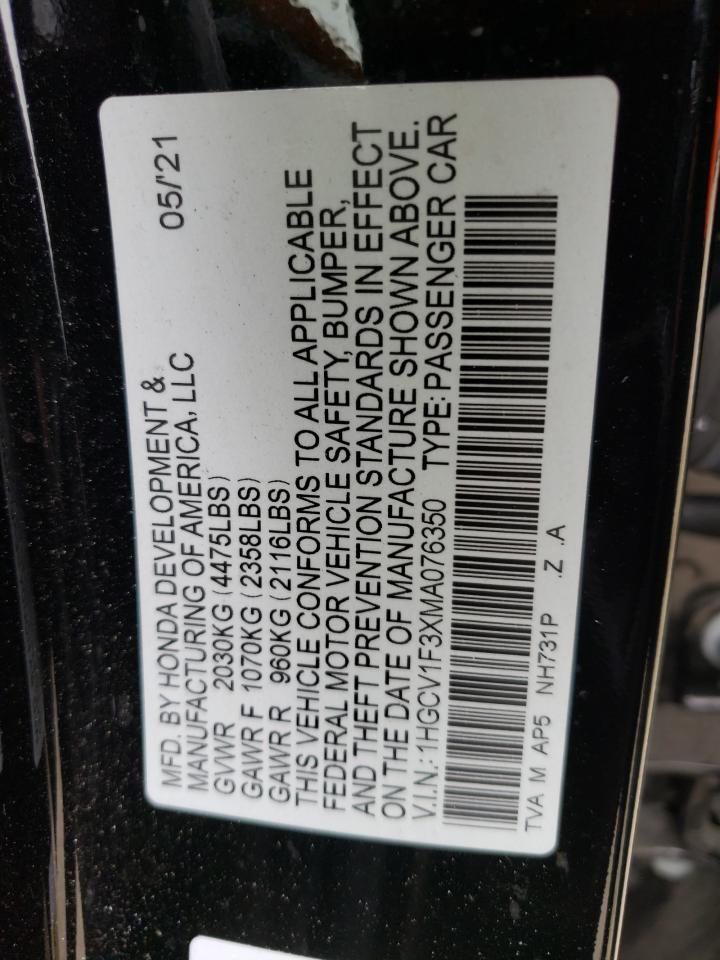 MFD. BY HONDA DEVELOPMENT & 05/'21
MANUFACTURING OF AMERICA, LLC
GVWR 2030KG (4475LBS)
GAWR F 1070KG (2358LBS)
GAWR R 960KG (2116LBS)
THIS VEHICLE CONFORMS TO ALL APPLICABLE
FEDERAL MOTOR VEHICLE SAFETY, BUMPER,
AND THEFT PREVENTION STANDARDS IN EFFECT
ON THE DATE OF MANUFACTURE SHOWN ABOVE.
V.I.N.: 1HGCV1F3XMA076350 TYPE: PASSENGER CAR
TVA M AP5 NH731P .Z .A